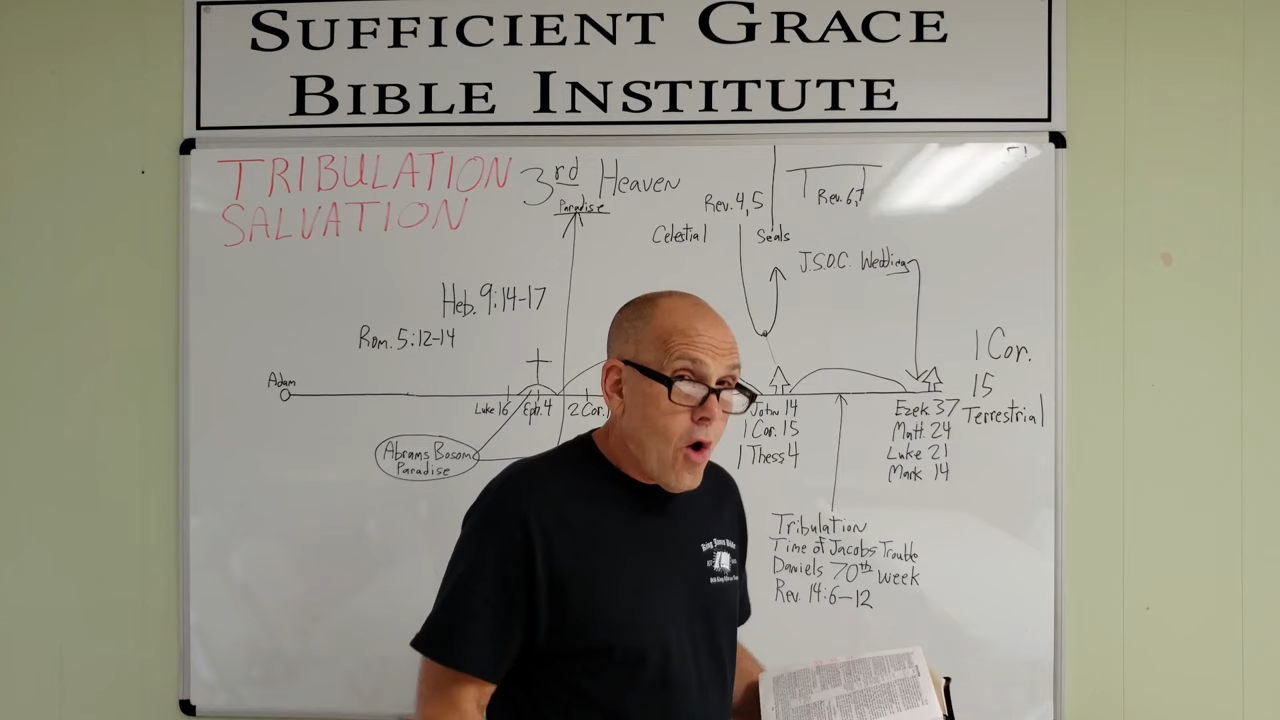 SUFFICIENT GRACE
BIBLE INSTITUTE
TRIBULATION
SALVATION
3rd Heaven
Paradise
Rev. 4,5
Rev. 6,7
Celestial
Seals
J.S.O.C. Wedding
Heb. 9:14-17
Rom. 5:12-14
Adam
Luke 16
Eph. 4
2 Cor.
Abrams Bosom
Paradise
John 14
1 Cor. 15
1 Thess 4
Ezek 37
Matt. 24
Luke 21
Mark 14
1 Cor.
15
Terrestrial
Tribulation
Time of Jacobs Trouble
Daniels 70th week
Rev. 14:6-12
King James Bible